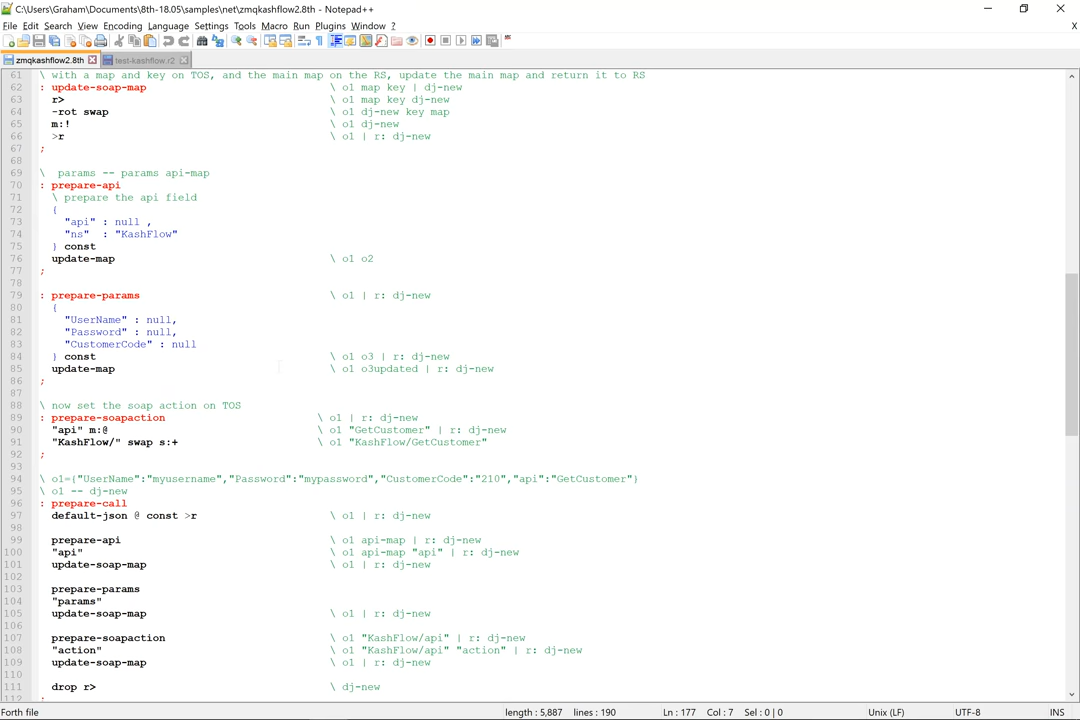 C:\Users\Graham\Documents\8th-18.05\samples\net\zmqkashflow2.8th - Notepad++
File Edit Search View Encoding Language Settings Tools Macro Run Plugins Window ?
zmqkashflow2.8th test-kashflow.r2
61 \ with a map and key on TOS, and the main map on the RS, update the main map and return it to RS
62 : update-soap-map \ o1 map key | dj-new
63 r> \ o1 map key dj-new
64 -rot swap \ o1 dj-new key map
65 m:! \ o1 dj-new
66 >r \ o1 | r: dj-new
67 ;
68
69 \ params -- params api-map
70 : prepare-api
71 \ prepare the api field
72 {
73 "api" : null ,
74 "ns" : "KashFlow"
75 } const
76 update-map \ o1 o2
77 ;
78
79 : prepare-params \ o1 | r: dj-new
80 {
81 "UserName" : null,
82 "Password" : null,
83 "CustomerCode" : null
84 } const \ o1 o3 | r: dj-new
85 update-map \ o1 o3updated | r: dj-new
86 ;
87
88 \ now set the soap action on TOS
89 : prepare-soapaction \ o1 | r: dj-new
90 "api" m:@ \ o1 "GetCustomer" | r: dj-new
91 "KashFlow/" swap s:+ \ o1 "KashFlow/GetCustomer"
92 ;
93
94 \ o1={"UserName":"myusername","Password":"mypassword","CustomerCode":"210","api":"GetCustomer"}
95 \ o1 -- dj-new
96 : prepare-call
97 default-json @ const >r \ o1 | r: dj-new
98
99 prepare-api \ o1 api-map | r: dj-new
100 "api" \ o1 api-map "api" | r: dj-new
101 update-soap-map \ o1 | r: dj-new
102
103 prepare-params
104 "params"
105 update-soap-map \ o1 | r: dj-new
106
107 prepare-soapaction \ o1 "KashFlow/api" | r: dj-new
108 "action" \ o1 "KashFlow/api" "action" | r: dj-new
109 update-soap-map \ o1 | r: dj-new
110
111 drop r> \ dj-new
112 ;
Forth file length : 5,887 lines : 190 Ln : 177 Col : 7 Sel : 0 | 0 Unix (LF) UTF-8 INS